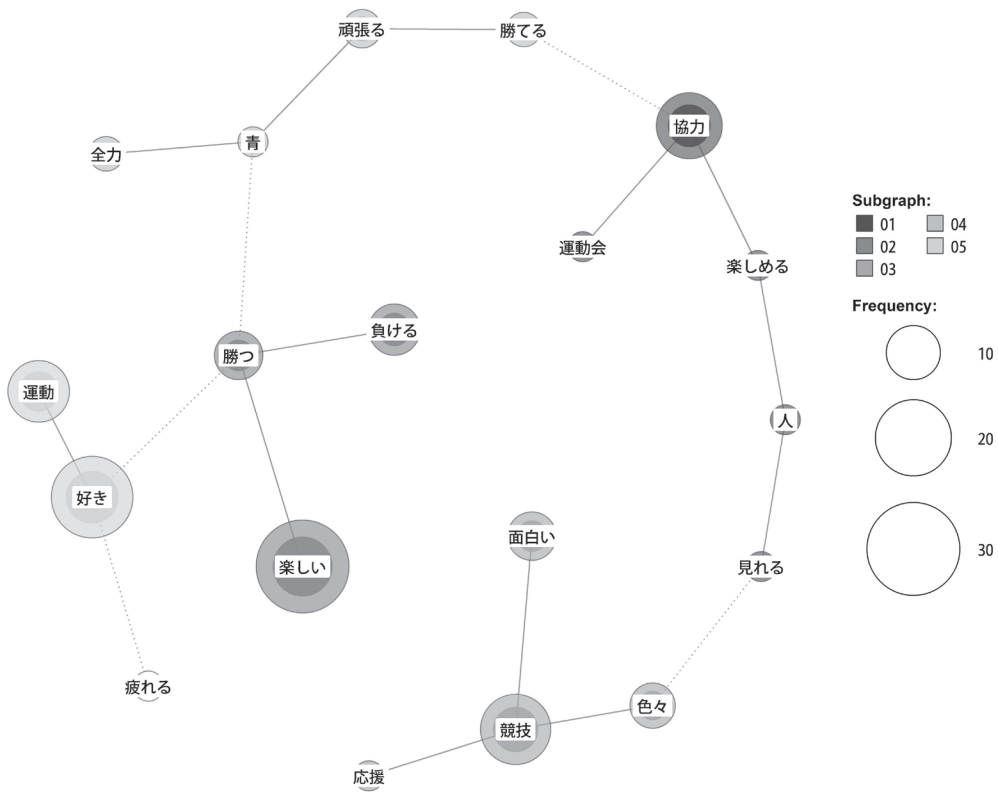 頑張る
勝てる
協力
青
全力
運動会
楽しめる
負ける
勝つ
運動
人
好き
面白い
楽しい
見れる
疲れる
色々
競技
応援
Subgraph:
01
04
02
05
03
Frequency:
10
20
30